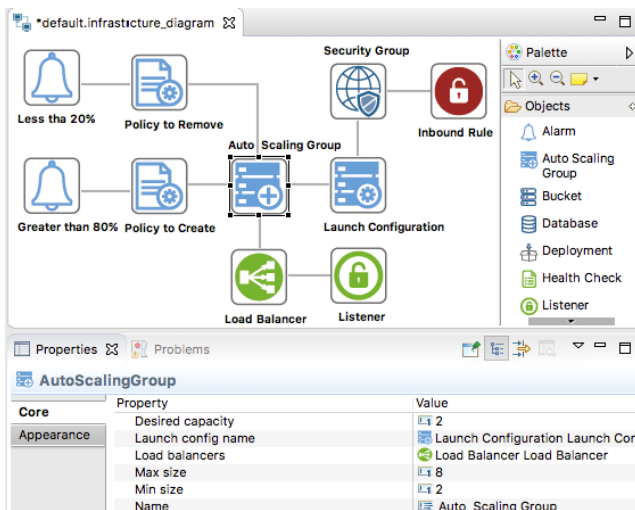 *default.infrasticture_diagram
Palette
Objects
Alarm
Auto Scaling
Group
Bucket
Database
Deployment
Health Check
Listener
Security Group
Less tha 20%
Policy to Remove
Inbound Rule
Auto Scaling Group
Greater than 80%
Policy to Create
Launch Configuration
Load Balancer
Listener
Properties
Problems
AutoScalingGroup
Core
Appearance
Property Value
Desired capacity 2
Launch config name Launch Configuration Launch Cor
Load balancers Load Balancer Load Balancer
Max size 8
Min size 2
Name Auto Scaling Group